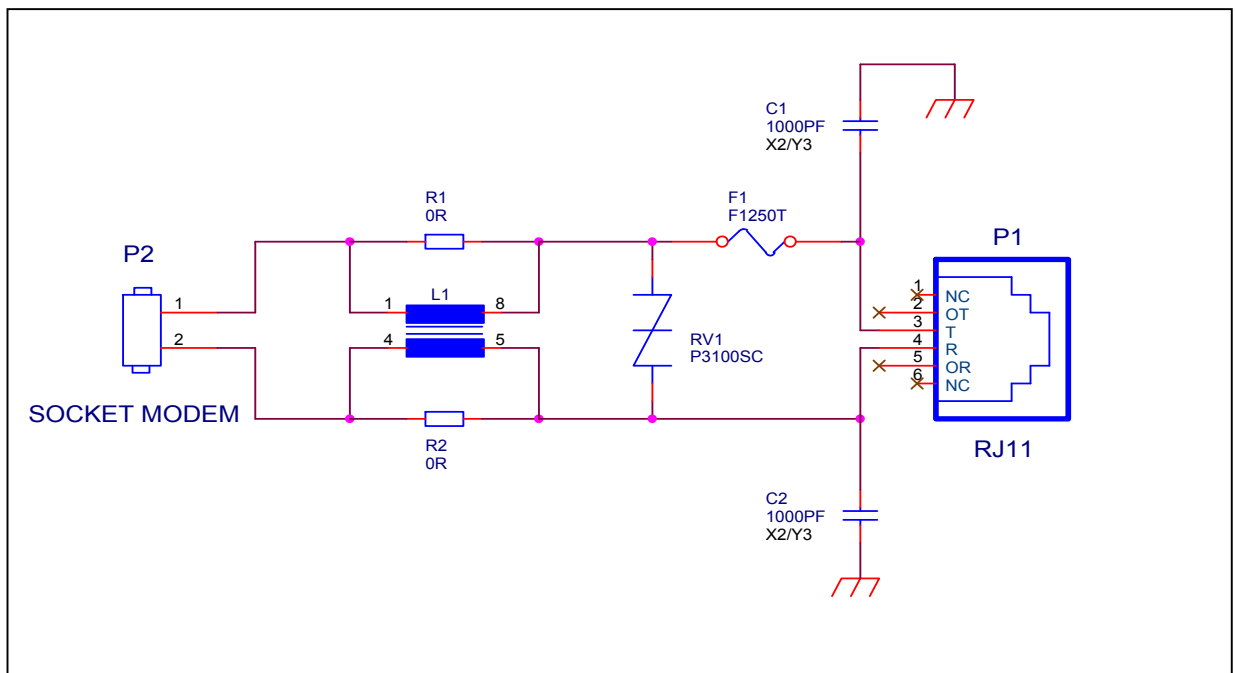 C1
1000PF
X2/Y3
R1
0R
F1
F1250T
P2
P1
1
2
L1
1
8
4
5
RV1
P3100SC
1
NC
2
OT
3
T
4
R
5
OR
6
NC
SOCKET MODEM
R2
0R
RJ11
C2
1000PF
X2/Y3